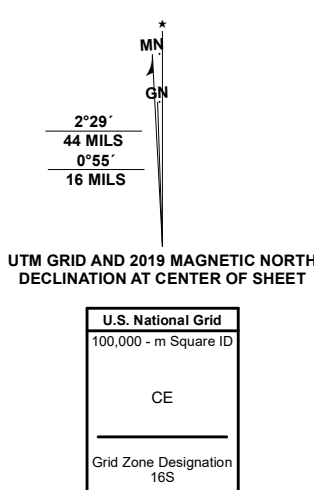 MN
GN
2°29´
44 MILS
0°55´
16 MILS
UTM GRID AND 2019 MAGNETIC NORTH
DECLINATION AT CENTER OF SHEET
U.S. National Grid
100,000 - m Square ID
CE
Grid Zone Designation
16S